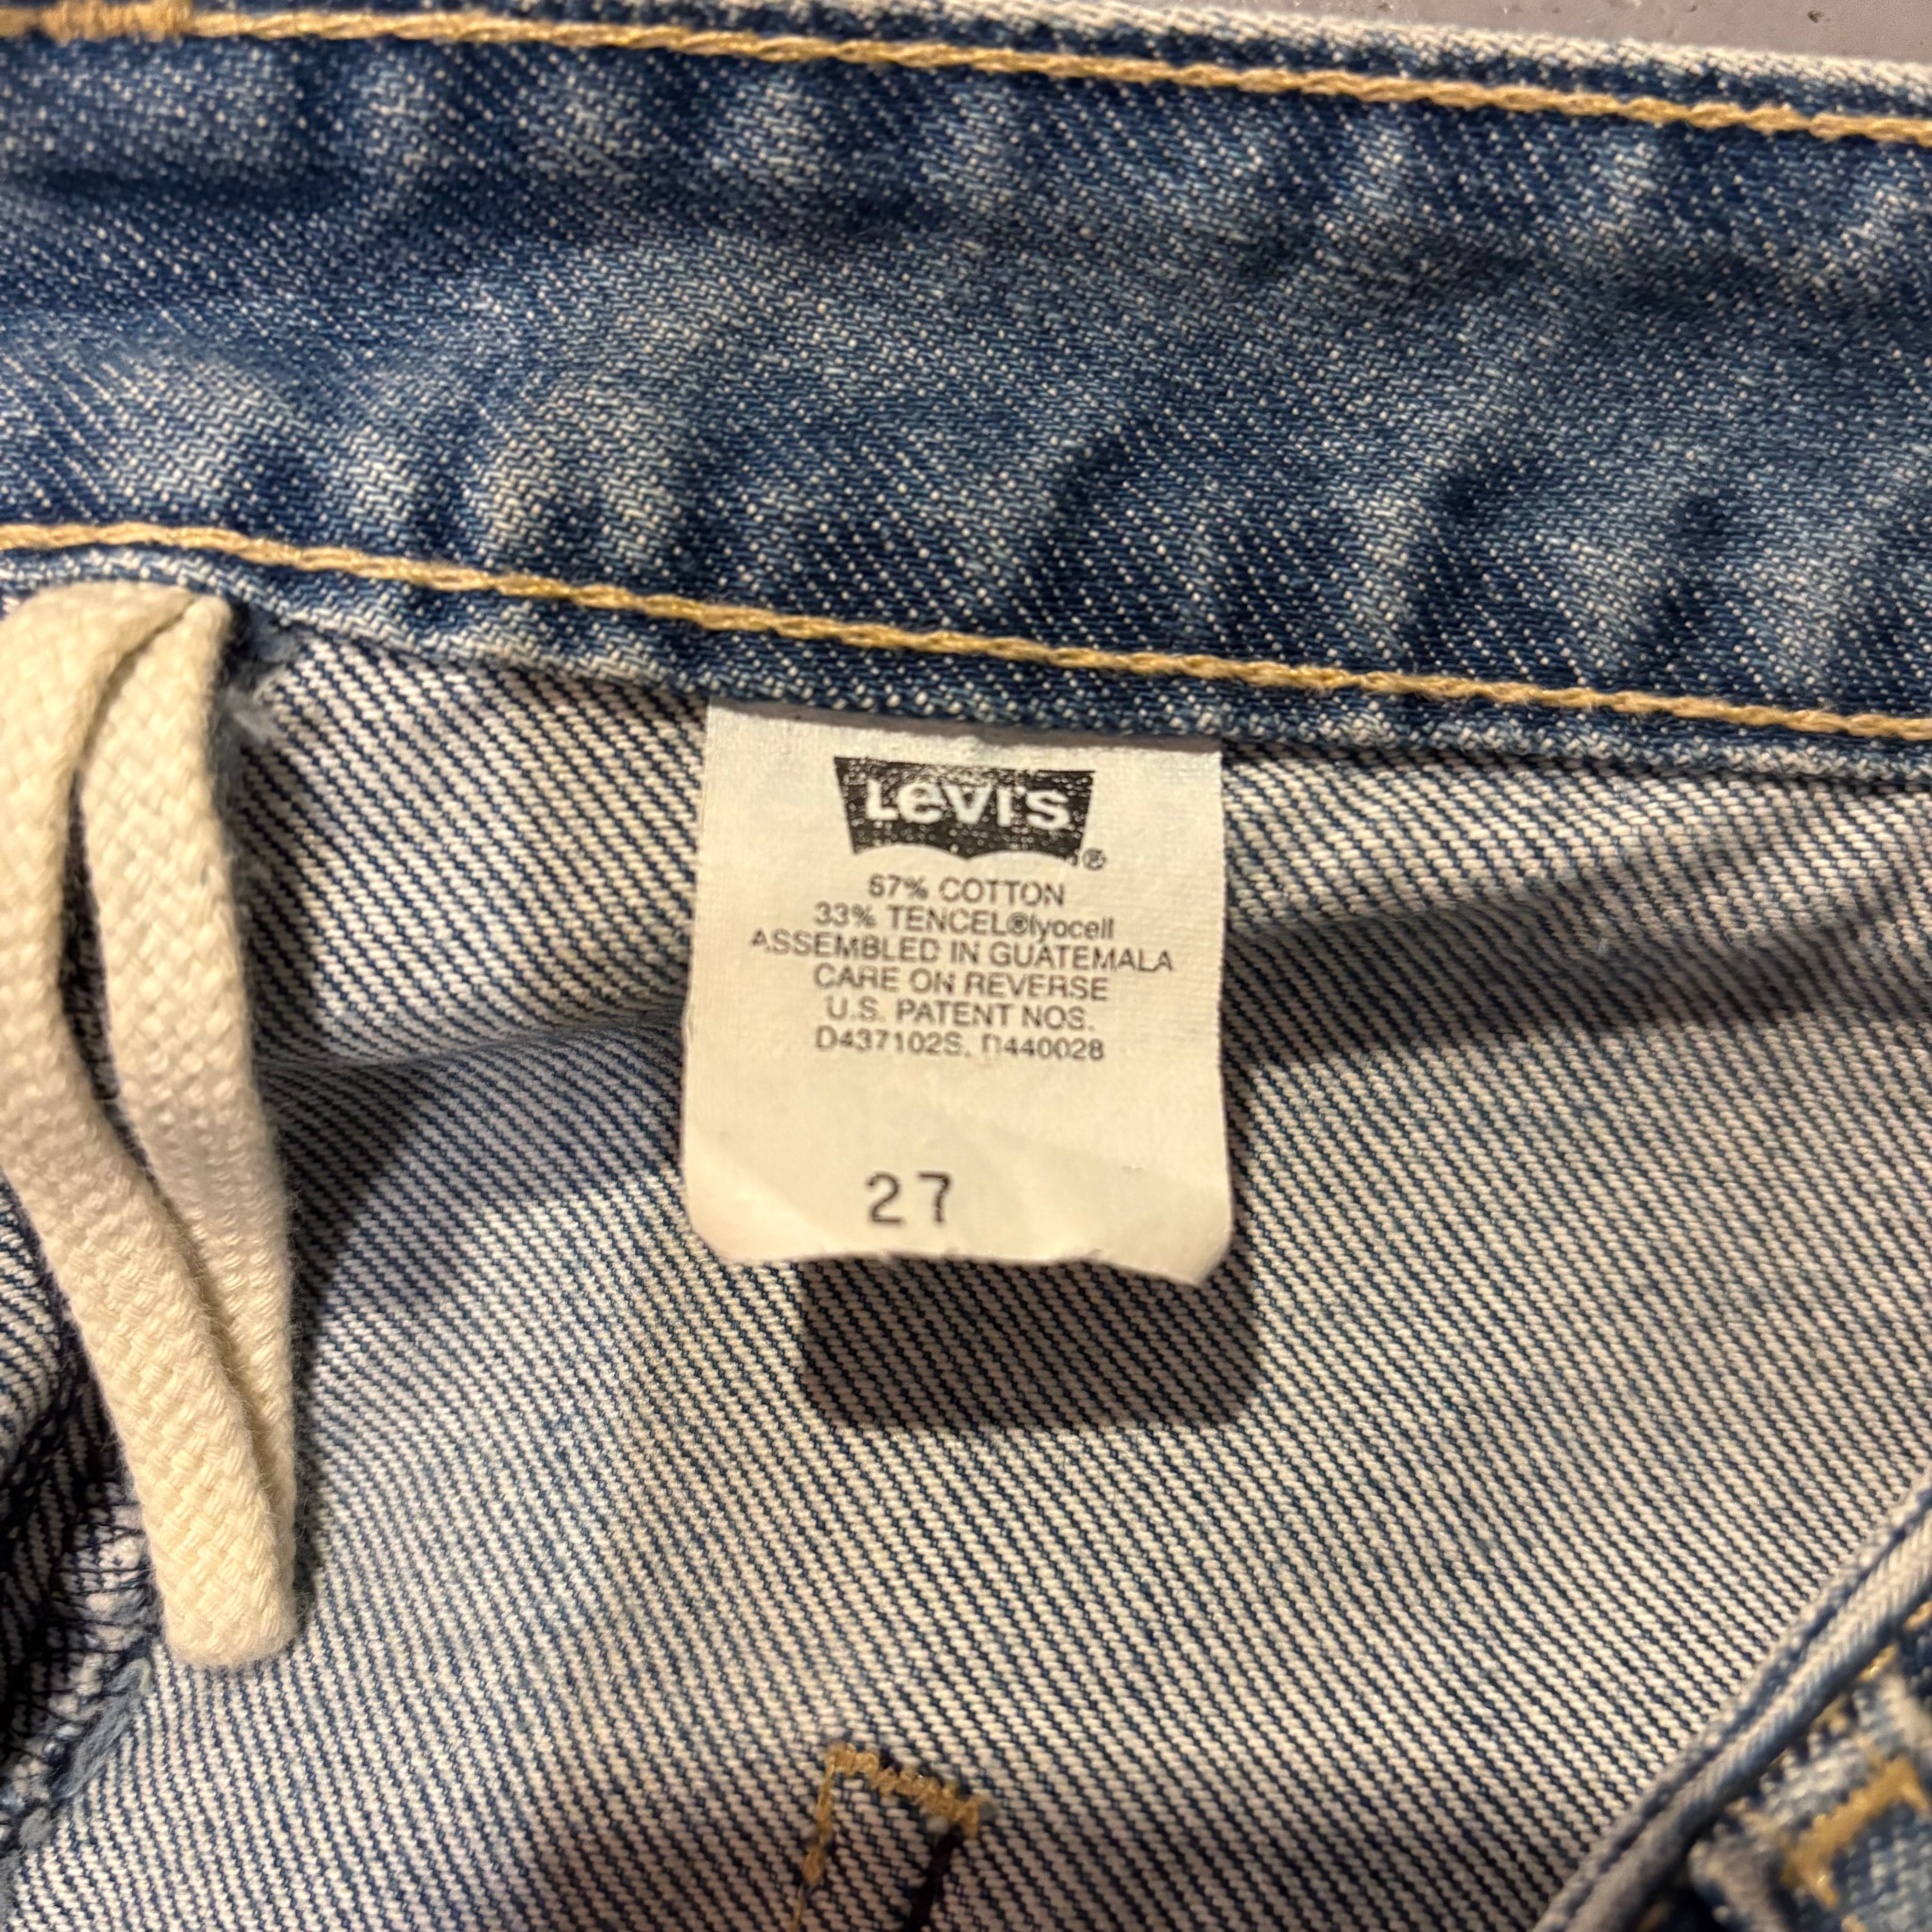 Levi's
®
67% COTTON
33% TENCEL®lyocell
ASSEMBLED IN GUATEMALA
CARE ON REVERSE
U.S. PATENT NOS.
D437102S, D440028
27